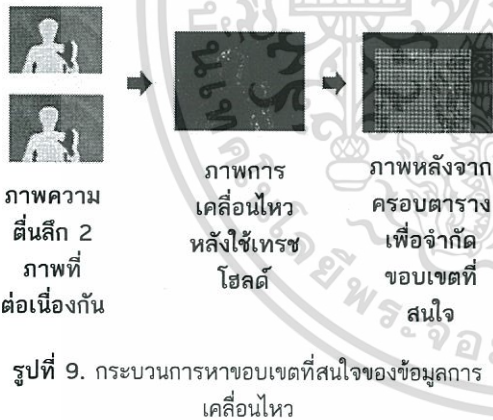 ภาพความ
ตื่นลึก 2
ภาพที่
ต่อเนื่องกัน
ภาพการ
เคลื่อนไหว
หลังใช้เทรช
โฮลด์
ภาพหลังจาก
ครอบตาราง
เพื่อจำกัด
ขอบเขตที่
สนใจ
รูปที่ 9. กระบวนการหาขอบเขตที่สนใจของข้อมูลการ
เคลื่อนไหว